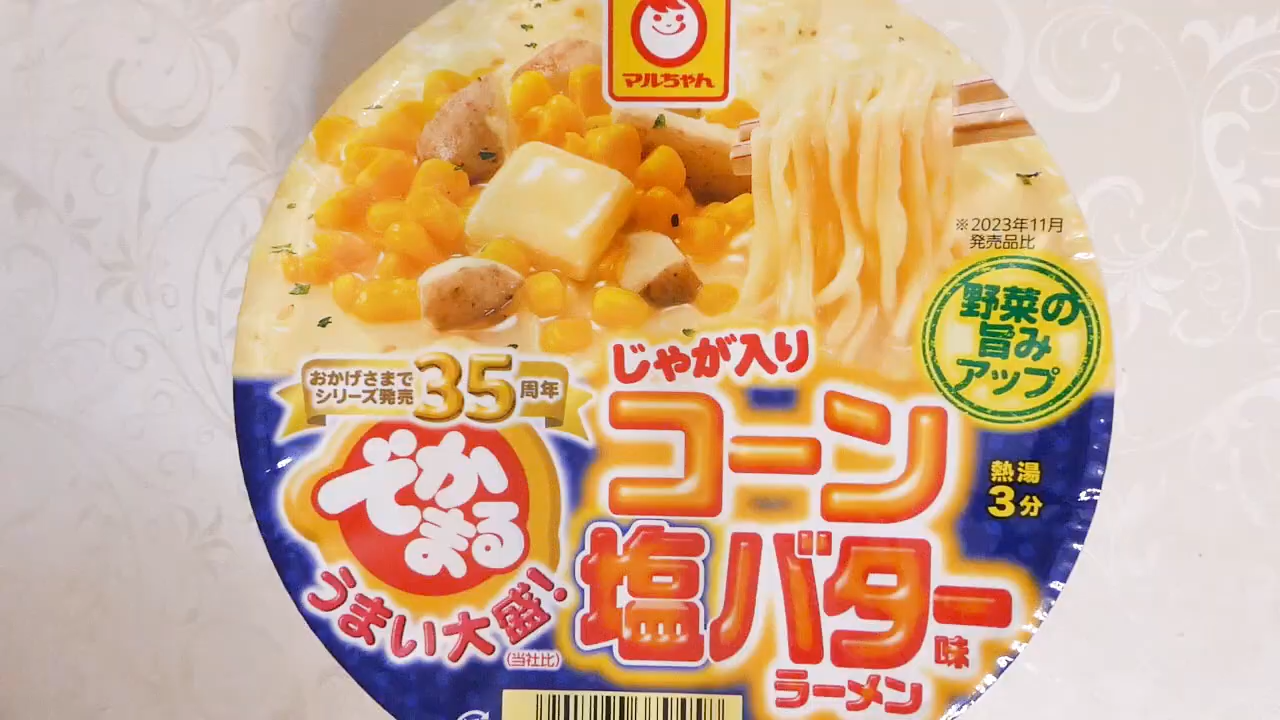 マルちゃん
※2023年11月
発売品比
野菜の
旨み
アップ
おかげさまで
シリーズ発売
35周年
じゃが入り
コーン
塩バター味
ラーメン
熱湯
3分
でかまる
うまい大盛!
(当社比)